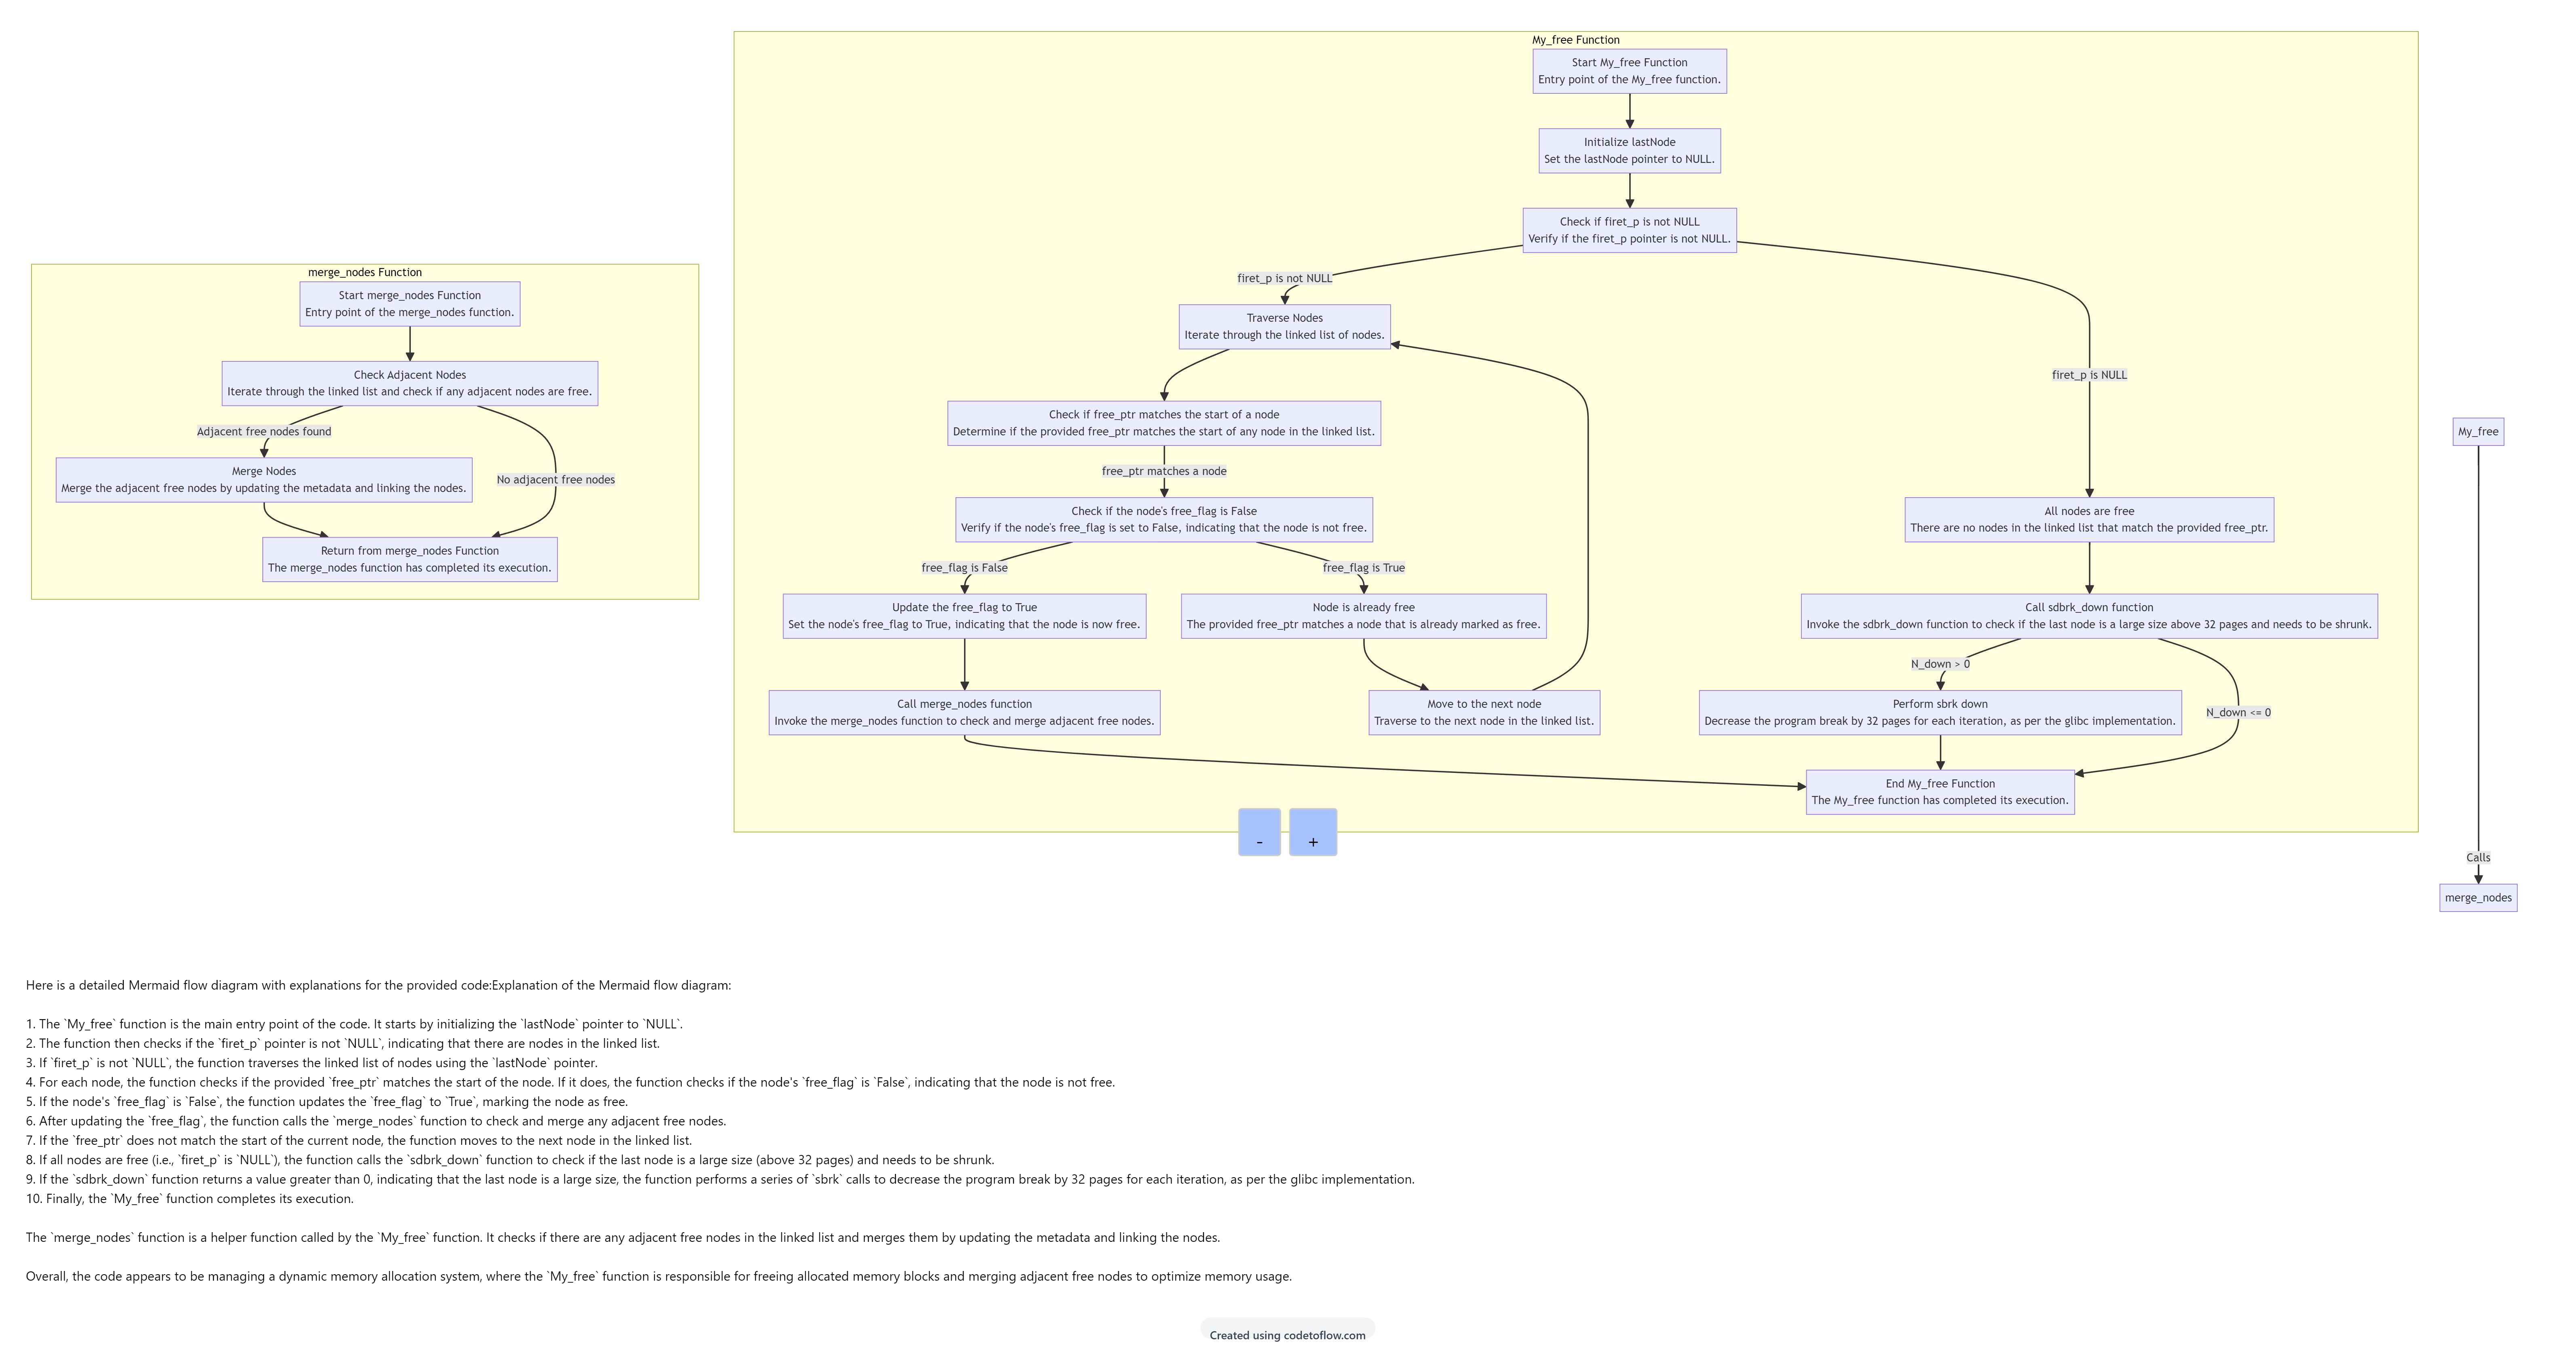 My_free Function
Start My_free Function
Entry point of the My_free function.
Initialize lastNode
Set the lastNode pointer to NULL.
Check if firet_p is not NULL
Verify if the firet_p pointer is not NULL.
merge_nodes Function
Start merge_nodes Function
Entry point of the merge_nodes function.
firet_p is not NULL
Traverse Nodes
Iterate through the linked list of nodes.
Check Adjacent Nodes
Iterate through the linked list and check if any adjacent nodes are free.
firet_p is NULL
Check if free_ptr matches the start of a node
Determine if the provided free_ptr matches the start of any node in the linked list.
Adjacent free nodes found
My_free
Merge Nodes
Merge the adjacent free nodes by updating the metadata and linking the nodes.
No adjacent free nodes
free_ptr matches a node
Check if the node's free_flag is False
Verify if the node's free_flag is set to False, indicating that the node is not free.
All nodes are free
There are no nodes in the linked list that match the provided free_ptr.
Return from merge_nodes Function
The merge_nodes function has completed its execution.
free_flag is False
free_flag is True
Update the free_flag to True
Set the node's free_flag to True, indicating that the node is now free.
Node is already free
The provided free_ptr matches a node that is already marked as free.
Call sdbrk_down function
Invoke the sdbrk_down function to check if the last node is a large size above 32 pages and needs to be shrunk.
N_down > 0
Call merge_nodes function
Invoke the merge_nodes function to check and merge adjacent free nodes.
Move to the next node
Traverse to the next node in the linked list.
Perform sbrk down
Decrease the program break by 32 pages for each iteration, as per the glibc implementation.
N_down <= 0
End My_free Function
The My_free function has completed its execution.
-
+
Calls
merge_nodes
Here is a detailed Mermaid flow diagram with explanations for the provided code:Explanation of the Mermaid flow diagram:
1. The `My_free` function is the main entry point of the code. It starts by initializing the `lastNode` pointer to `NULL`.
2. The function then checks if the `firet_p` pointer is not `NULL`, indicating that there are nodes in the linked list.
3. If `firet_p` is not `NULL`, the function traverses the linked list of nodes using the `lastNode` pointer.
4. For each node, the function checks if the provided `free_ptr` matches the start of the node. If it does, the function checks if the node's `free_flag` is `False`, indicating that the node is not free.
5. If the node's `free_flag` is `False`, the function updates the `free_flag` to `True`, marking the node as free.
6. After updating the `free_flag`, the function calls the `merge_nodes` function to check and merge any adjacent free nodes.
7. If the `free_ptr` does not match the start of the current node, the function moves to the next node in the linked list.
8. If all nodes are free (i.e., `firet_p` is `NULL`), the function calls the `sdbrk_down` function to check if the last node is a large size (above 32 pages) and needs to be shrunk.
9. If the `sdbrk_down` function returns a value greater than 0, indicating that the last node is a large size, the function performs a series of `sbrk` calls to decrease the program break by 32 pages for each iteration, as per the glibc implementation.
10. Finally, the `My_free` function completes its execution.
The `merge_nodes` function is a helper function called by the `My_free` function. It checks if there are any adjacent free nodes in the linked list and merges them by updating the metadata and linking the nodes.
Overall, the code appears to be managing a dynamic memory allocation system, where the `My_free` function is responsible for freeing allocated memory blocks and merging adjacent free nodes to optimize memory usage.
Created using codetoflow.com